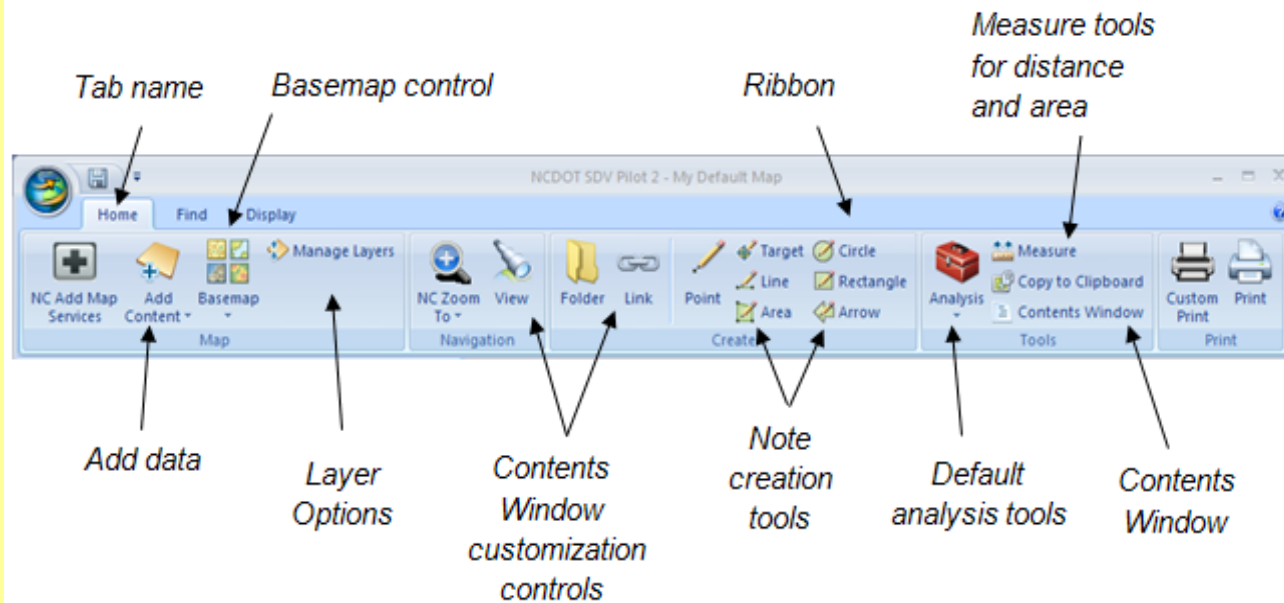 Measure tools
for distance
and area
Tab name
Basemap control
Ribbon
NCDOT SDV Pilot 2 - My Default Map
Home Find Display
NC Add Map
Services
Add
Content
Basemap
Manage Layers
Map
NC Zoom
To
View
Navigation
Folder
Link
Point
Target
Circle
Line
Rectangle
Area
Arrow
Create
Analysis
Measure
Copy to Clipboard
Contents Window
Tools
Custom
Print
Print
Print
Add data
Layer
Options
Contents
Window
customization
controls
Note
creation
tools
Default
analysis tools
Contents
Window